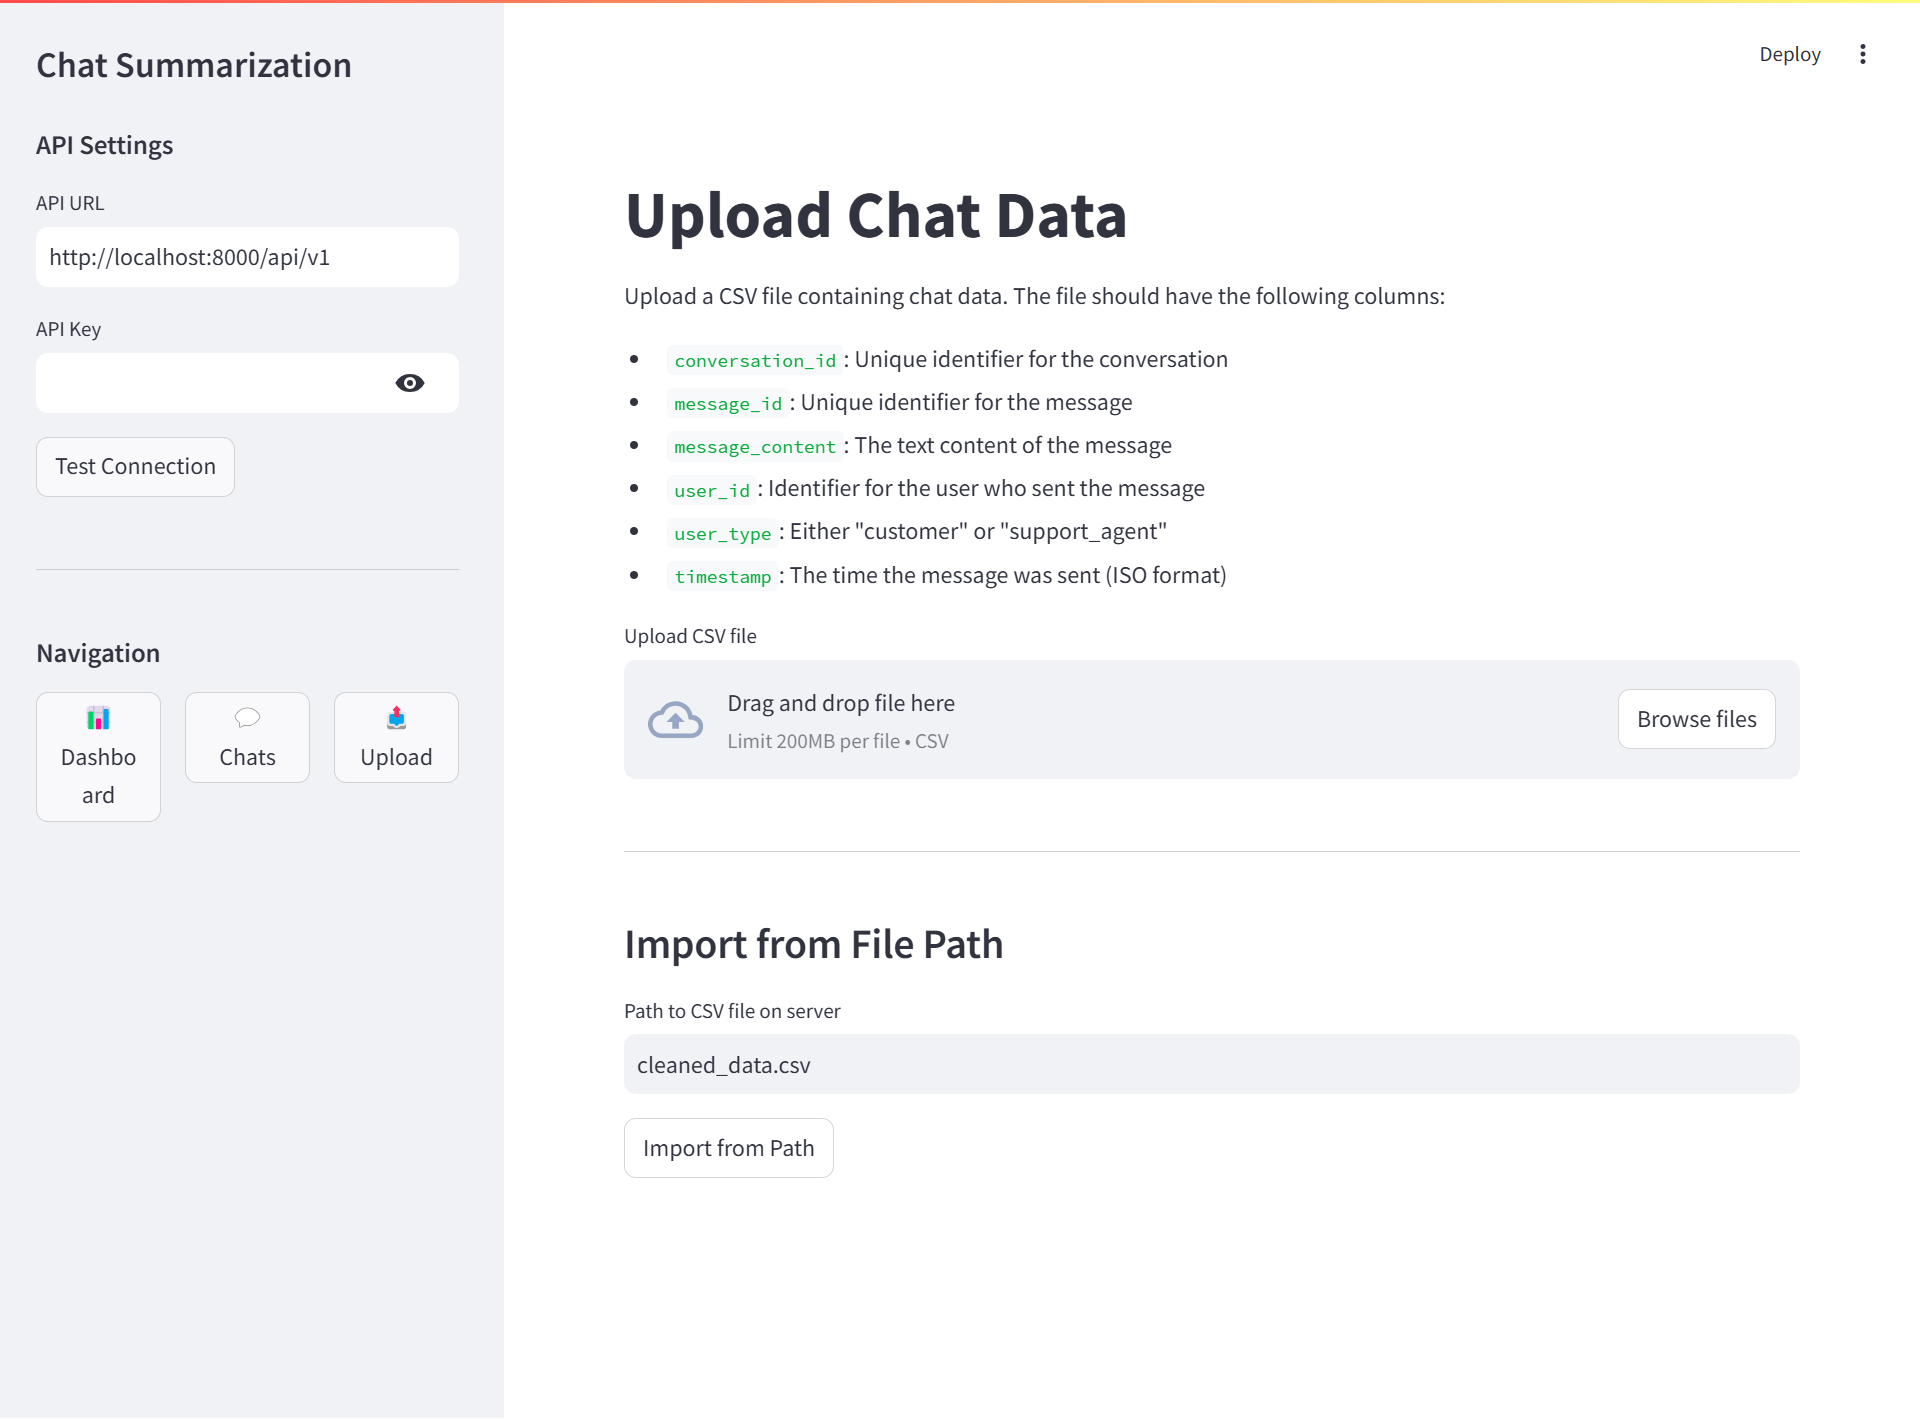 Chat Summarization
API Settings
API URL
http://localhost:8000/api/v1
API Key
Test Connection
Navigation
Dashbo
ard
Chats
Upload
Deploy
Upload Chat Data
Upload a CSV file containing chat data. The file should have the following columns:
conversation_id: Unique identifier for the conversation
message_id: Unique identifier for the message
message_content: The text content of the message
user_id: Identifier for the user who sent the message
user_type: Either "customer" or "support_agent"
timestamp: The time the message was sent (ISO format)
Upload CSV file
Drag and drop file here
Limit 200MB per file • CSV
Browse files
Import from File Path
Path to CSV file on server
cleaned_data.csv
Import from Path